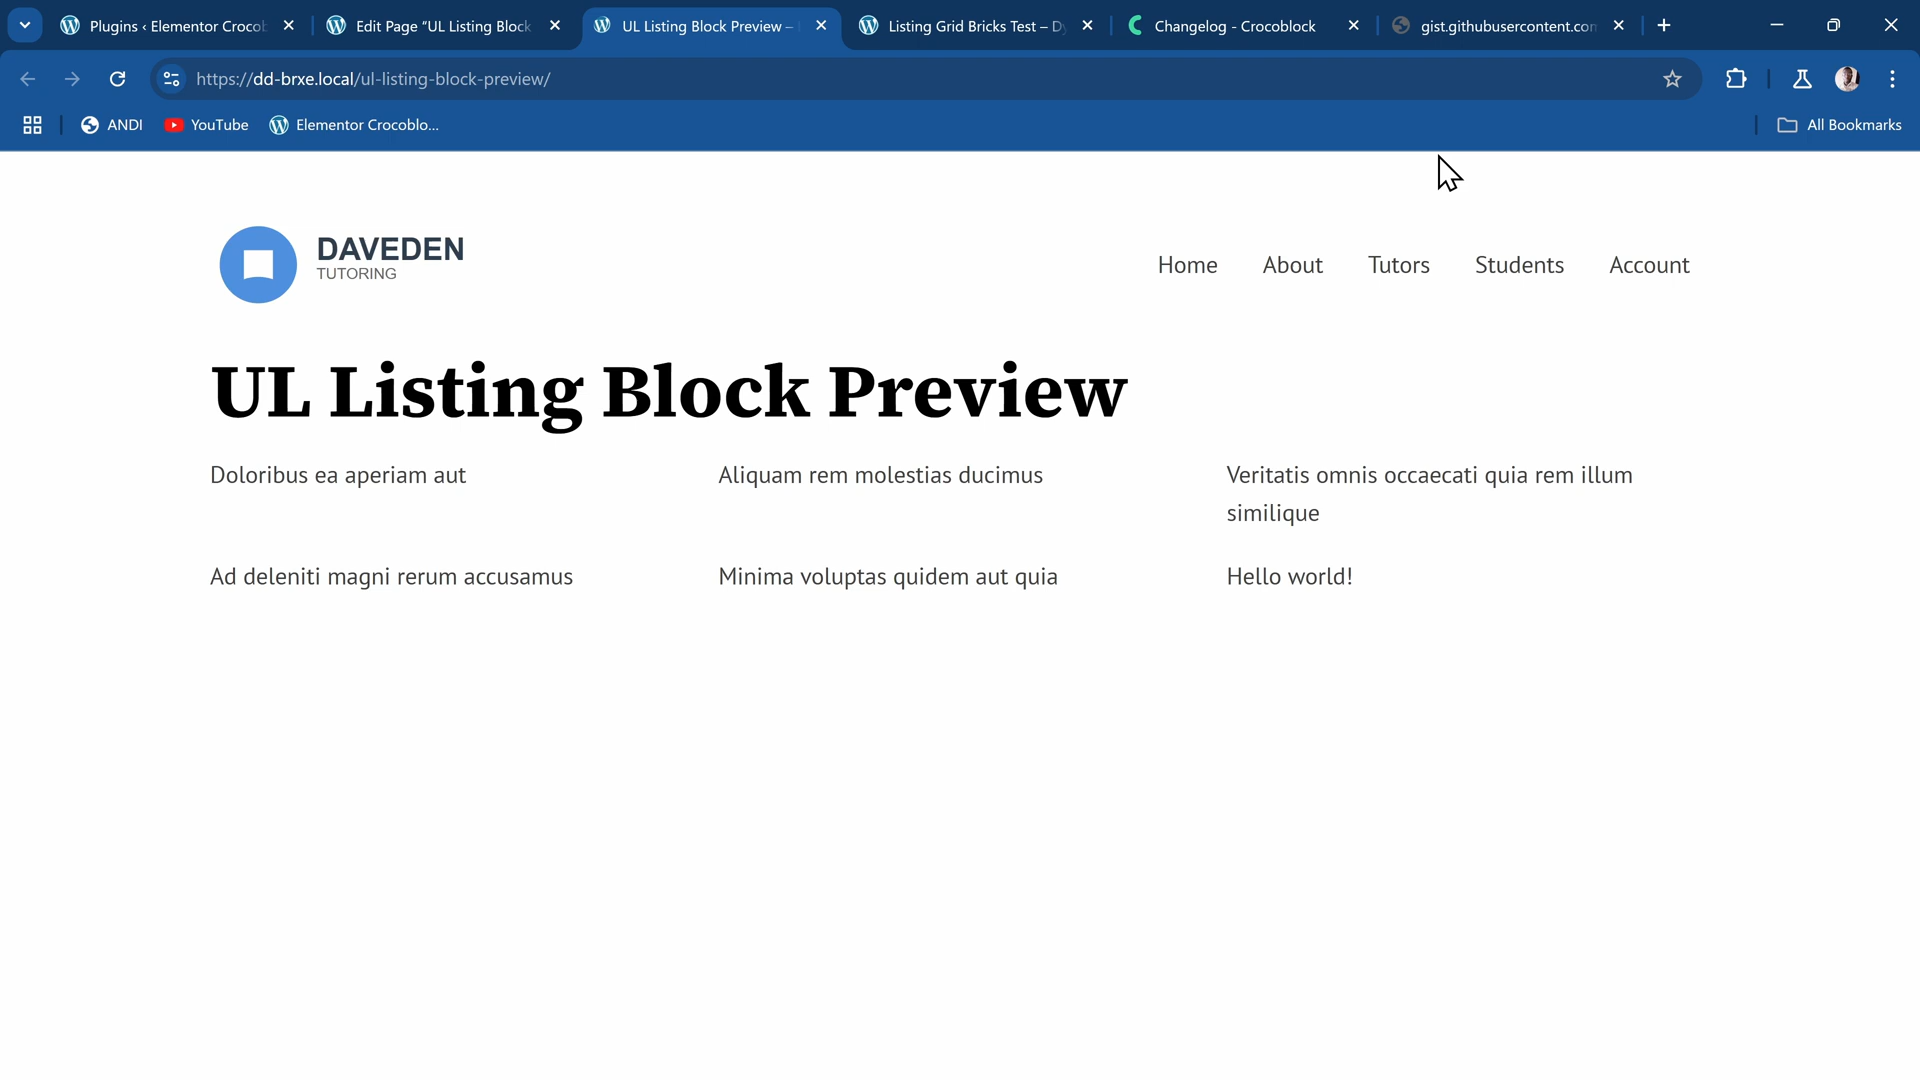 Plugins ‹ Elementor Crocob
Edit Page “UL Listing Block
UL Listing Block Preview –
Listing Grid Bricks Test – Dy
Changelog - Crocoblock
gist.githubusercontent.con
https://dd-brxe.local/ul-listing-block-preview/
ANDI
YouTube
Elementor Crocoblo...
All Bookmarks
DAVEDEN
TUTORING
Home
About
Tutors
Students
Account
UL Listing Block Preview
Doloribus ea aperiam aut
Aliquam rem molestias ducimus
Veritatis omnis occaecati quia rem illum
similique
Ad deleniti magni rerum accusamus
Minima voluptas quidem aut quia
Hello world!